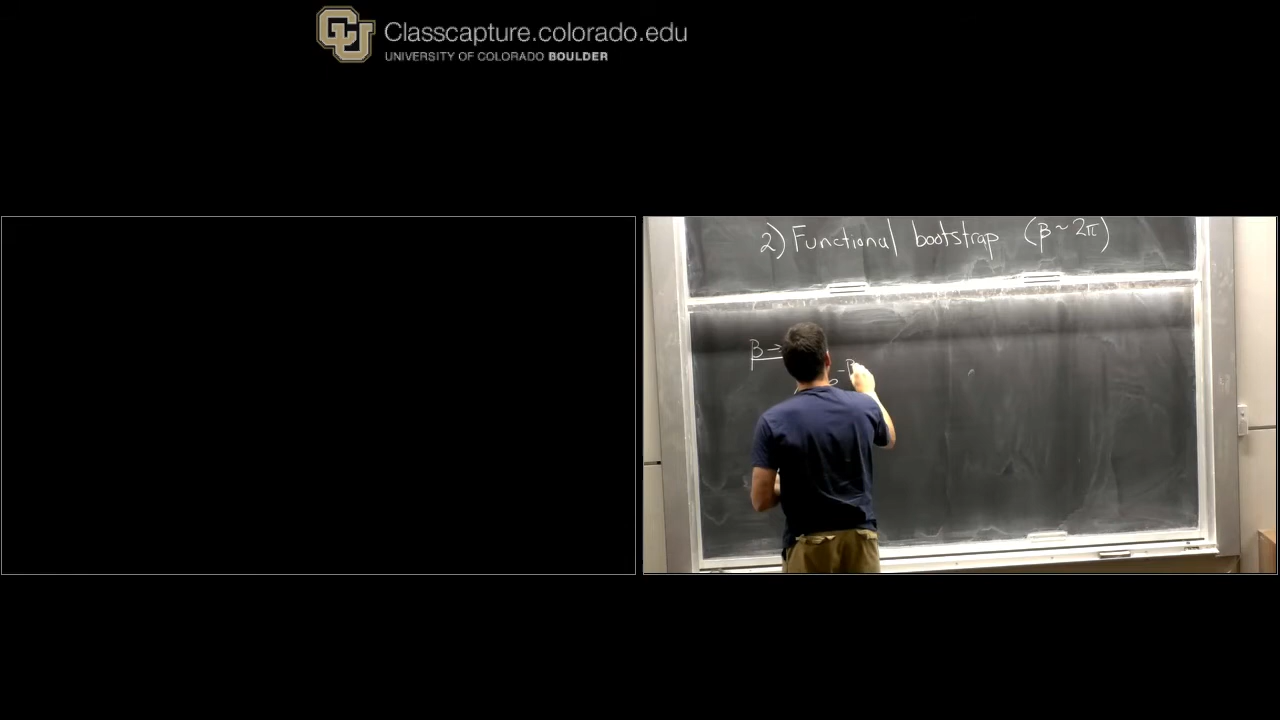 Classcapture.colorado.edu
UNIVERSITY OF COLORADO BOULDER
2) Functional bootstrap (β ~ 2π)
β →